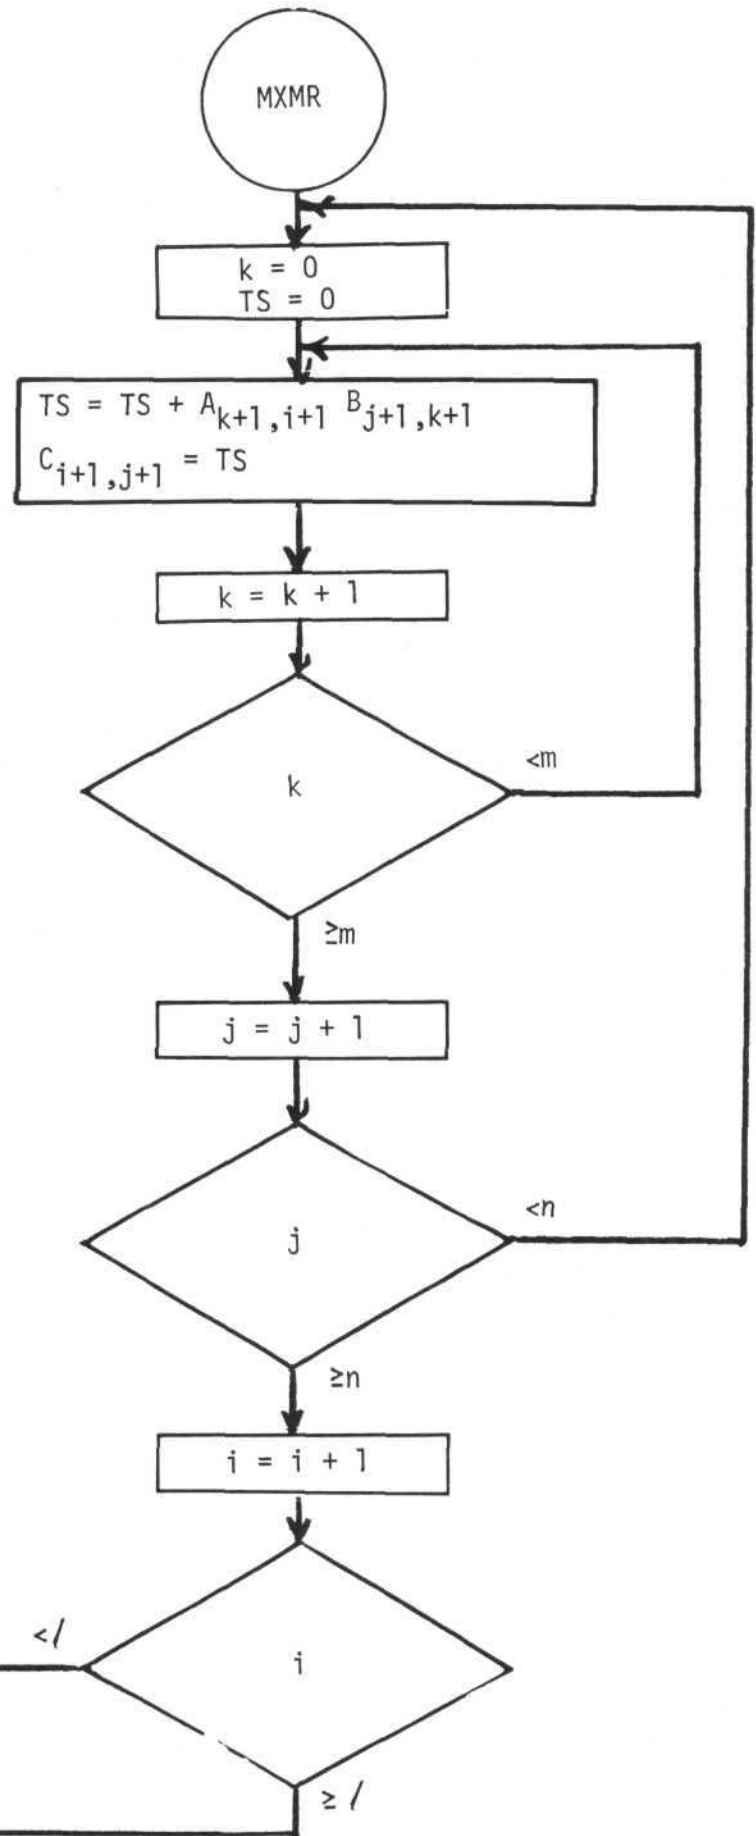 MXMR
k = 0
TS = 0
TS = TS + A k+1,i+1 B j+1,k+1
C i+1,j+1 = TS
k = k + 1
k
<m
≥m
j = j + 1
j
<n
≥n
i = i + 1
i
<l
≥ l